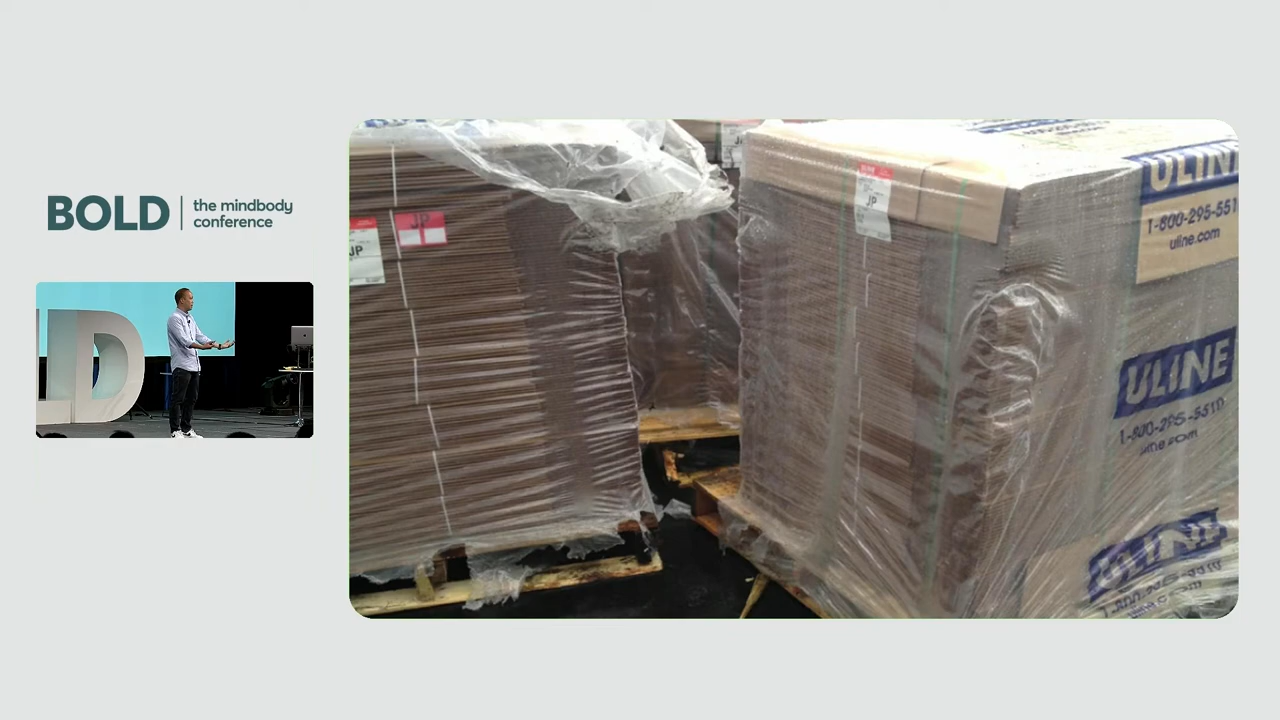 BOLD
the mindbody
conference
JP
JP
JP
ULINE
1-800-295-551
uline.com
ULINE
1-800-295-5510
uline.com
ULINE